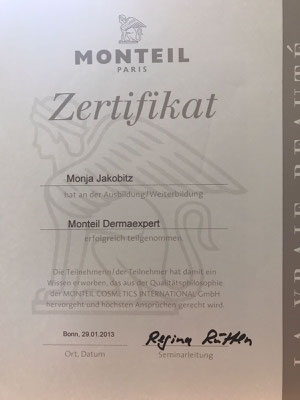 MONTEIL
PARIS
Zertifikat
Monja Jakobitz
hat an der Ausbildung/Weiterbildung
Monteil Dermaexpert
erfolgreich teilgenommen
Die Teilnehmerin/der Teilnehmer hat damit ein
Wissen erworben, das aus der Qualitätsphilosophie
der MONTEIL COSMETICS INTERNATIONAL GmbH
hervorgeht und höchsten Ansprüchen gerecht wird.
Bonn, 29.01.2013
Regina Rütten
Ort, Datum
Seminarleitung
BEAUTÉ